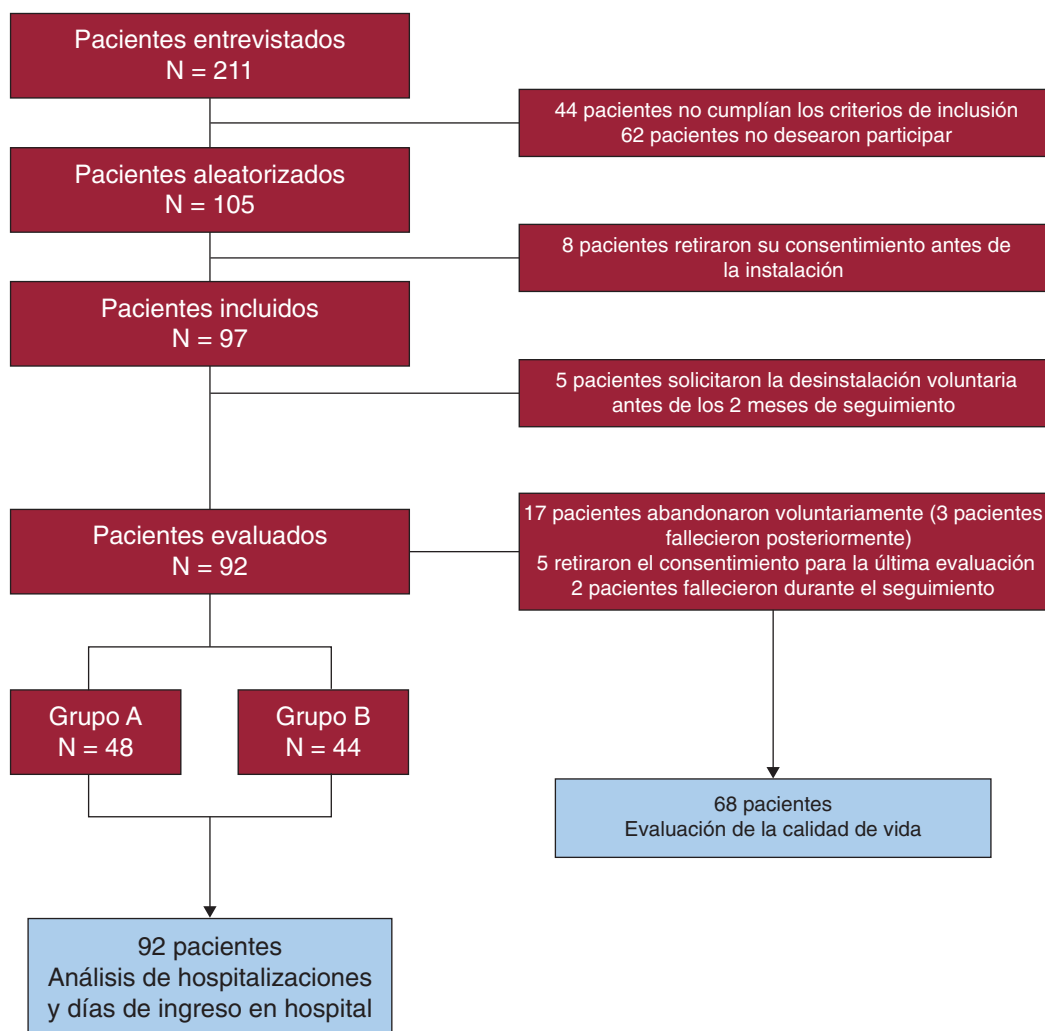 Pacientes entrevistados
N = 211
44 pacientes no cumplían los criterios de inclusión
62 pacientes no desearon participar
Pacientes aleatorizados
N = 105
8 pacientes retiraron su consentimiento antes de
la instalación
Pacientes incluidos
N = 97
5 pacientes solicitaron la desinstalación voluntaria
antes de los 2 meses de seguimiento
Pacientes evaluados
N = 92
17 pacientes abandonaron voluntariamente (3 pacientes
fallecieron posteriormente)
5 retiraron el consentimiento para la última evaluación
2 pacientes fallecieron durante el seguimiento
Grupo A
N = 48
Grupo B
N = 44
68 pacientes
Evaluación de la calidad de vida
92 pacientes
Análisis de hospitalizaciones
y días de ingreso en hospital